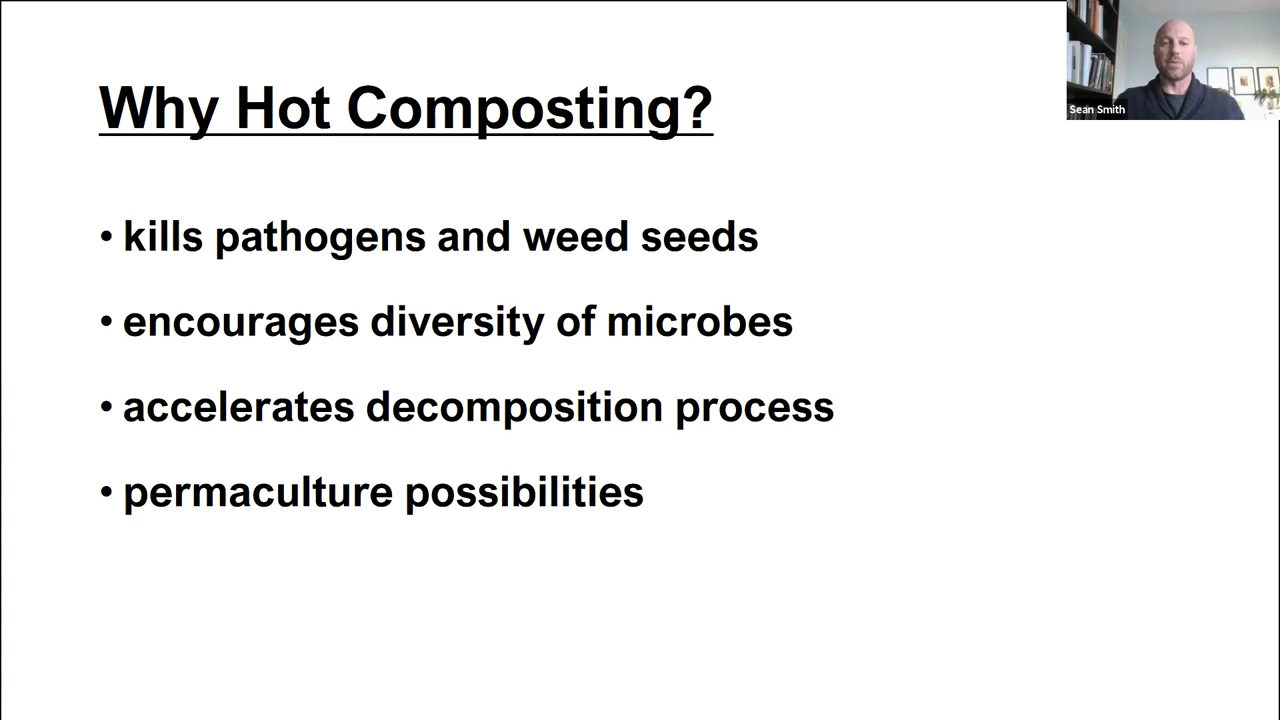 Why Hot Composting?
Sean Smith
• kills pathogens and weed seeds
• encourages diversity of microbes
• accelerates decomposition process
• permaculture possibilities